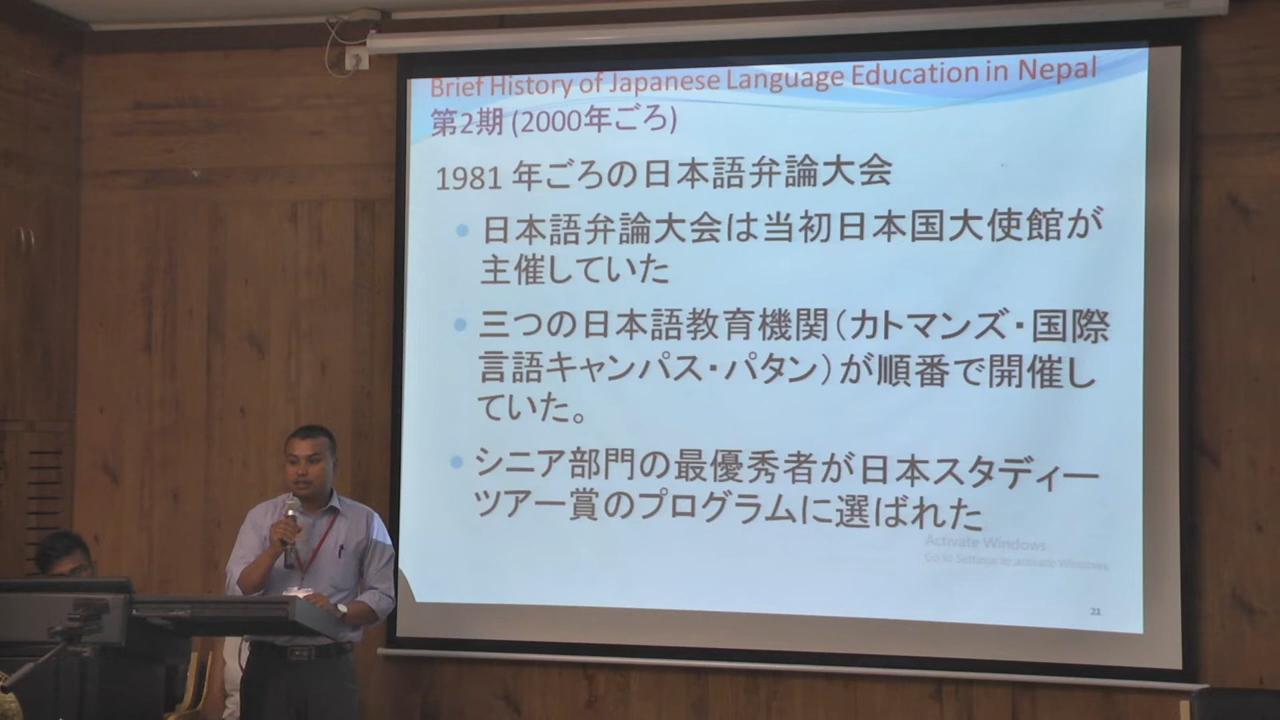 Brief History of Japanese Language Education in Nepal
第2期 (2000年ごろ)
1981 年ごろの日本語弁論大会
日本語弁論大会は当初日本国大使館が
主催していた
三つの日本語教育機関（カトマンズ・国際
言語キャンパス・パタン）が順番で開催し
ていた。
シニア部門の最優秀者が日本スタディー
ツアー賞のプログラムに選ばれた
Activate Windows
Go to Settings to activate Windows.
21